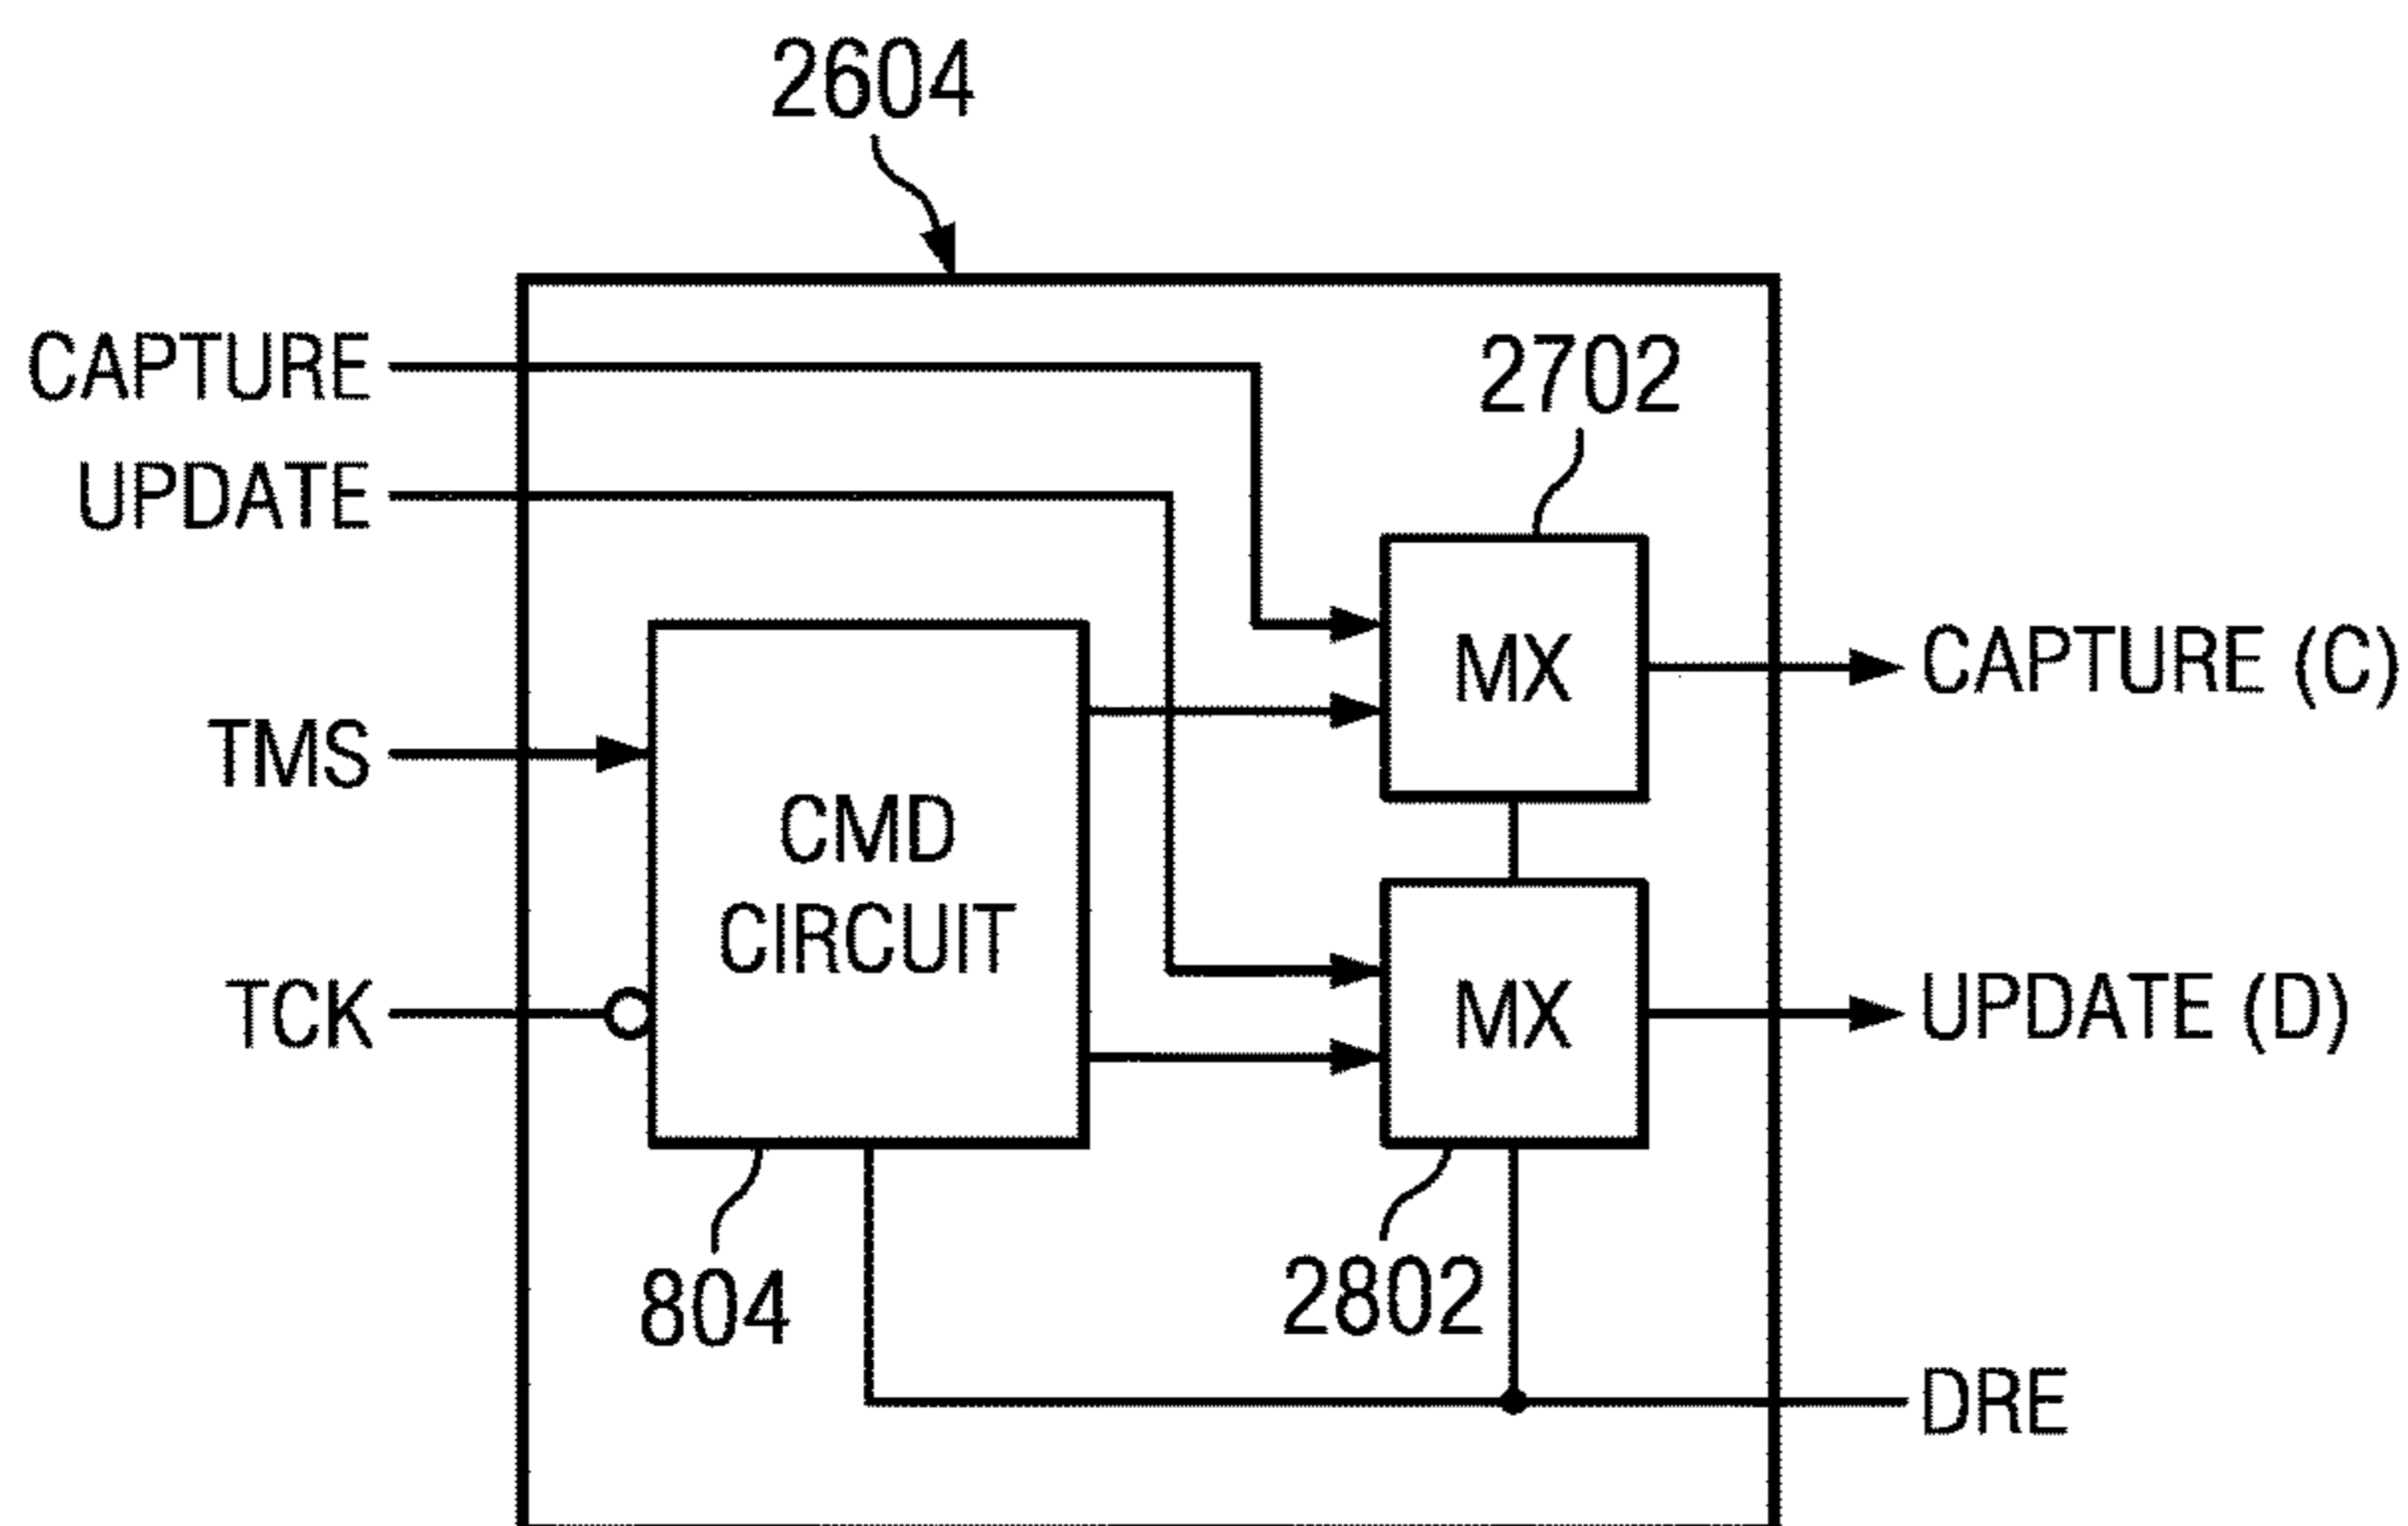 2604
CAPTURE
2702
UPDATE
MX
CAPTURE (C)
TMS
CMD
CIRCUIT
TCK
MX
UPDATE (D)
804
2802
DRE